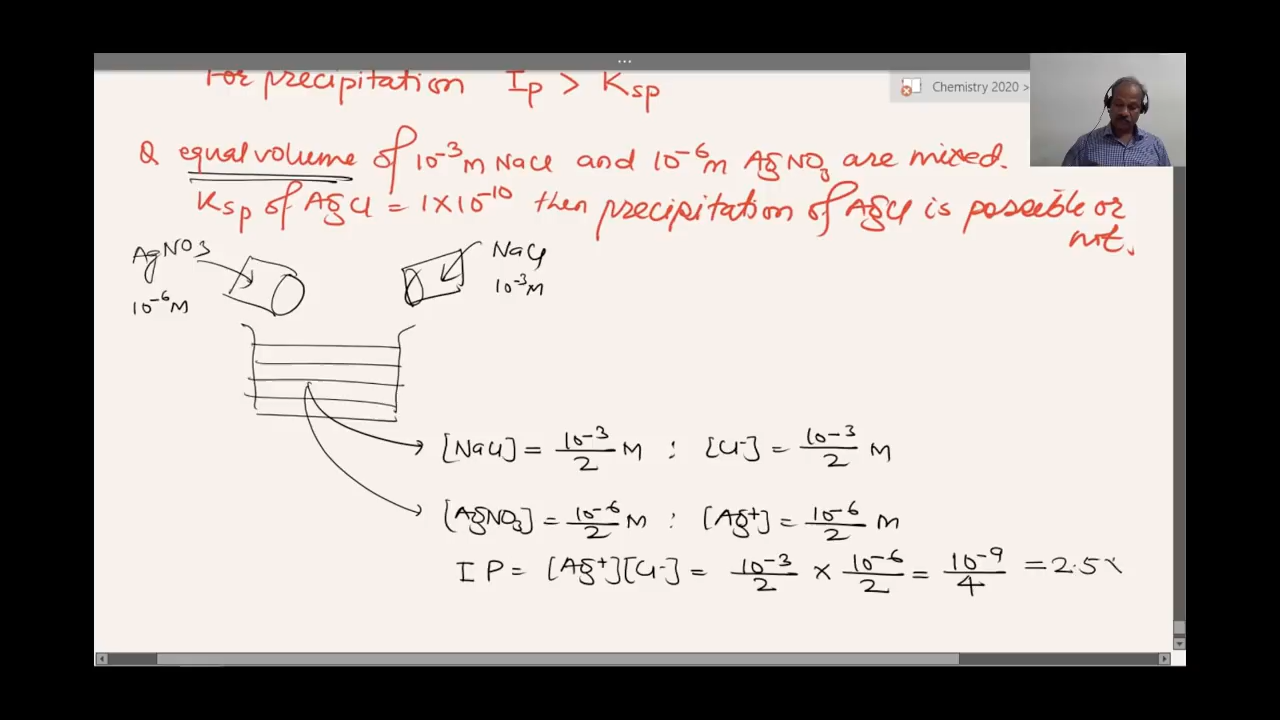 For precipitation Ip > Ksp
Chemistry 2020 >
Q equal volume of 10⁻³ m NaCl and 10⁻⁶ m AgNO₃ are mixed.
Ksp of AgCl = 1×10⁻¹⁰ then precipitation of AgCl is possible or
not.
AgNO3
10⁻⁶M
NaCl
10⁻³M
[NaCl] = 10⁻³/2 M : [Cl⁻] = 10⁻³/2 M
[AgNO₃] = 10⁻⁶/2 M : [Ag⁺] = 10⁻⁶/2 M
IP = [Ag⁺][Cl⁻] = 10⁻³/2 × 10⁻⁶/2 = 10⁻⁹/4 = 2.5×